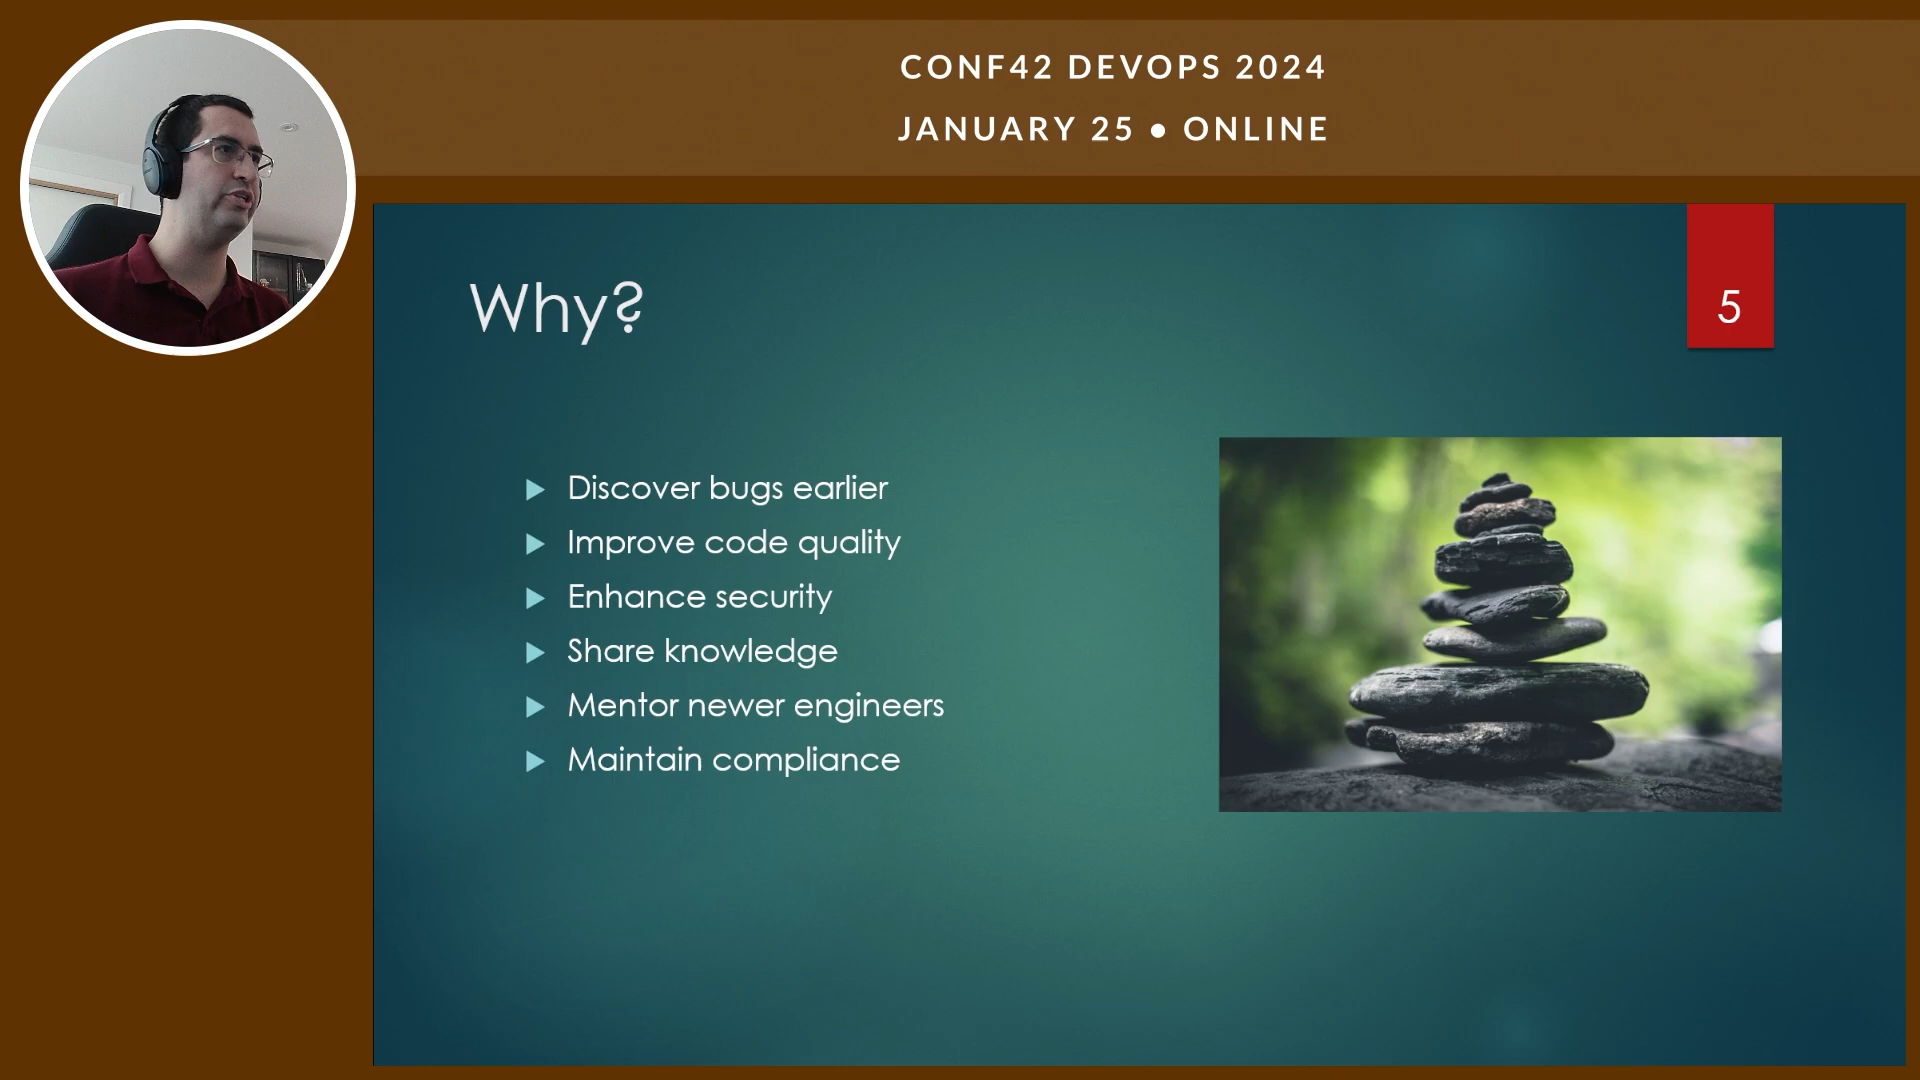 CONF42 DEVOPS 2024
JANUARY 25 • ONLINE
Why?
5
Discover bugs earlier
Improve code quality
Enhance security
Share knowledge
Mentor newer engineers
Maintain compliance